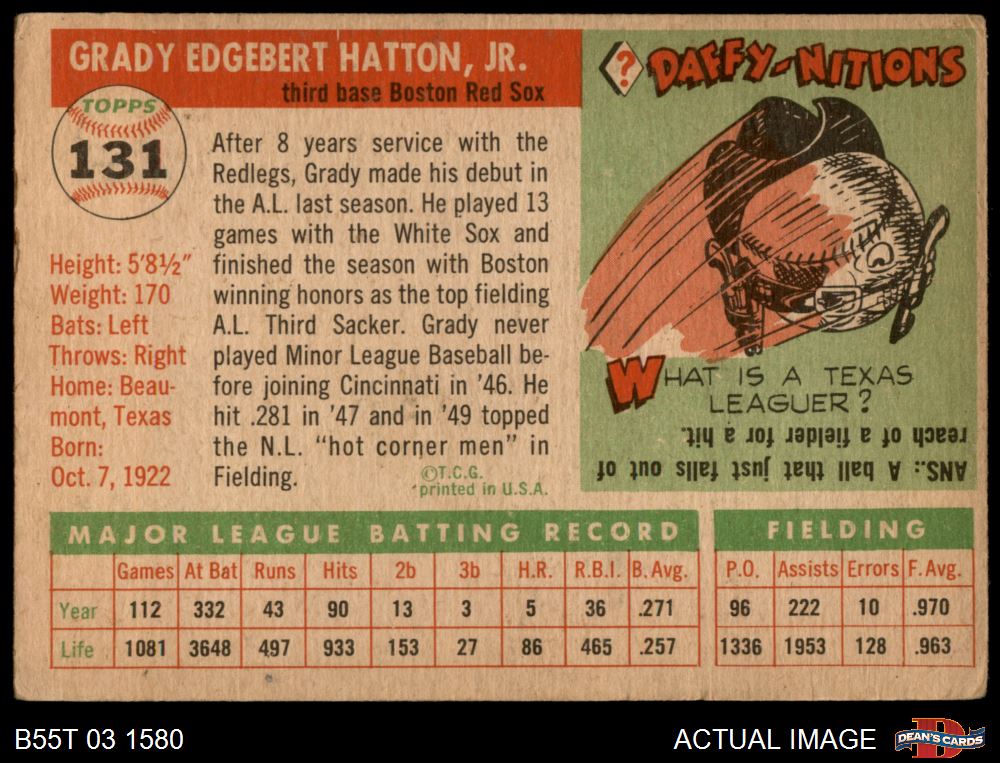 GRADY EDGEBERT HATTON, JR.
third base Boston Red Sox
TOPPS
131
Height: 5'8½"
Weight: 170
Bats: Left
Throws: Right
Home: Beau-
mont, Texas
Born:
Oct. 7, 1922
After 8 years service with the
Redlegs, Grady made his debut in
the A.L. last season. He played 13
games with the White Sox and
finished the season with Boston
winning honors as the top fielding
A.L. Third Sacker. Grady never
played Minor League Baseball be-
fore joining Cincinnati in '46. He
hit .281 in '47 and in '49 topped
the N.L. "hot corner men" in
Fielding.
©T.C.G.
printed in U.S.A.
? DAFFY-NITIONS
WHAT IS A TEXAS
LEAGUER?
ANS.: A ball that just falls out of
reach of a fielder for a hit.
MAJOR LEAGUE BATTING RECORD
FIELDING
Games At Bat Runs Hits 2b 3b H.R. R.B.I. B. Avg. P.O. Assists Errors F. Avg.
Year 112 332 43 90 13 3 5 36 .271 96 222 10 .970
Life 1081 3648 497 933 153 27 86 465 .257 1336 1953 128 .963
B55T 03 1580
ACTUAL IMAGE
DEAN'S CARDS